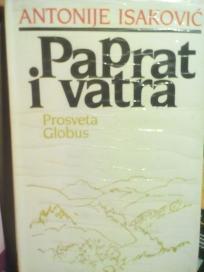 ANTONIJE ISAKOVIĆ
Paprat
i vatra
Prosveta
Globus